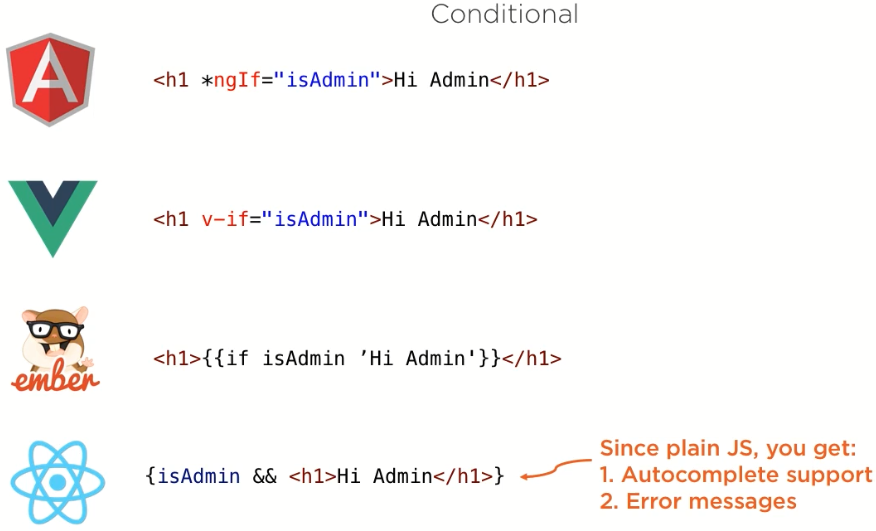 Conditional
<h1 *ngIf="isAdmin">Hi Admin</h1>
<h1 v-if="isAdmin">Hi Admin</h1>
ember
<h1>{{if isAdmin ’Hi Admin'}}</h1>
{isAdmin && <h1>Hi Admin</h1>}
Since plain JS, you get:
1. Autocomplete support
2. Error messages